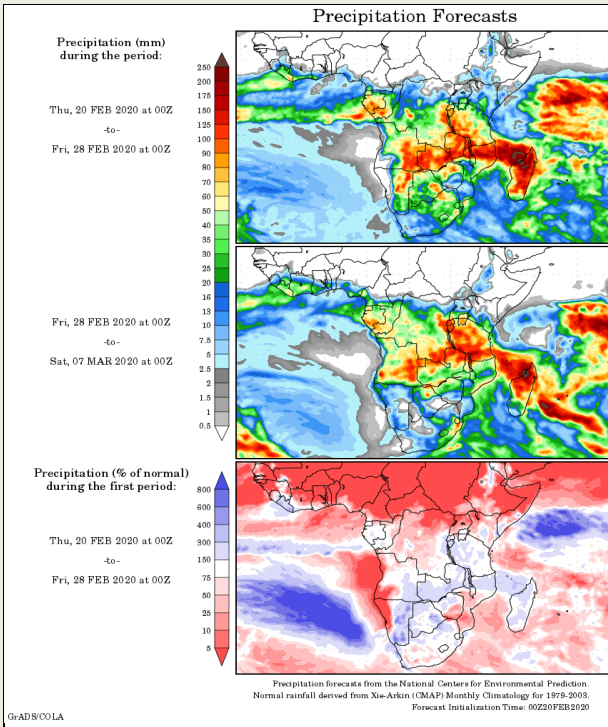 Precipitation Forecasts
Precipitation (mm)
during the period:
Thu, 20 FEB 2020 at 00Z
-to-
Fri, 28 FEB 2020 at 00Z
250
200
175
150
125
100
90
80
70
60
50
40
35
30
25
20
16
13
10
7.5
5
2.5
2
1.5
1
0.5
Fri, 28 FEB 2020 at 00Z
-to-
Sat, 07 MAR 2020 at 00Z
Precipitation (% of normal)
during the first period:
Thu, 20 FEB 2020 at 00Z
-to-
Fri, 28 FEB 2020 at 00Z
800
600
400
300
150
75
50
25
10
5
Precipitation forecasts from the National Centers for Environmental Prediction.
Normal rainfall derived from Xie-Arkin (CMAP) Monthly Climatology for 1979-2003.
Forecast Initialization Time: 00Z20FEB2020
GrADS/COLA